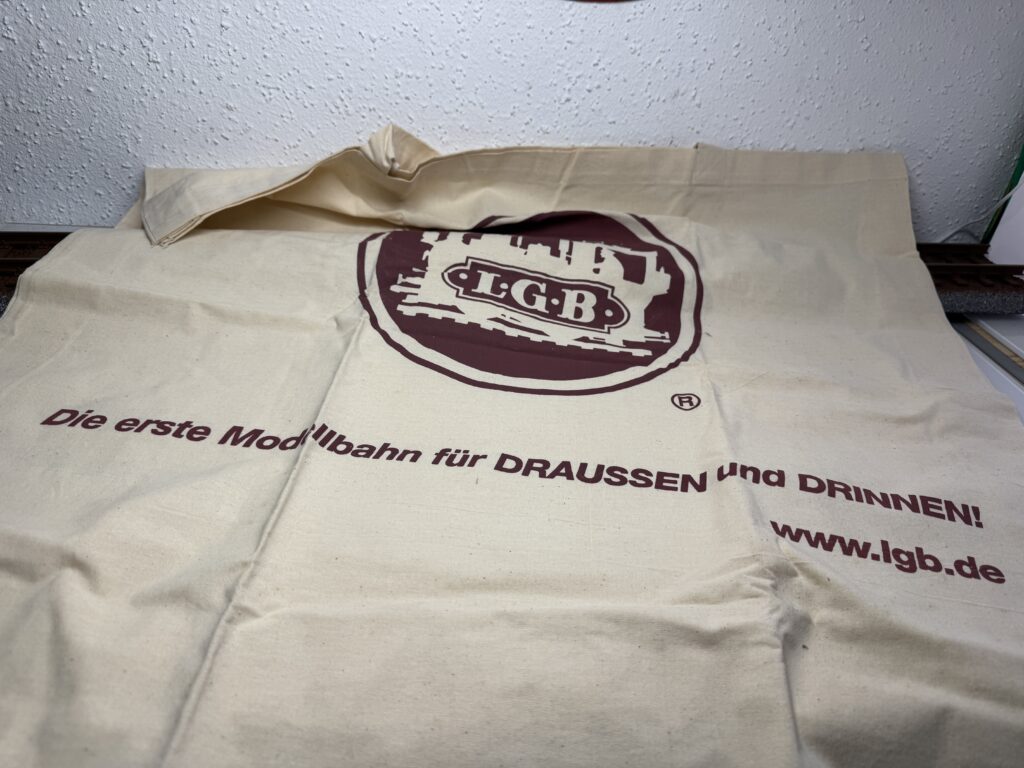 L·G·B
®
Die erste Modellbahn für DRAUSSEN und DRINNEN!
www.lgb.de